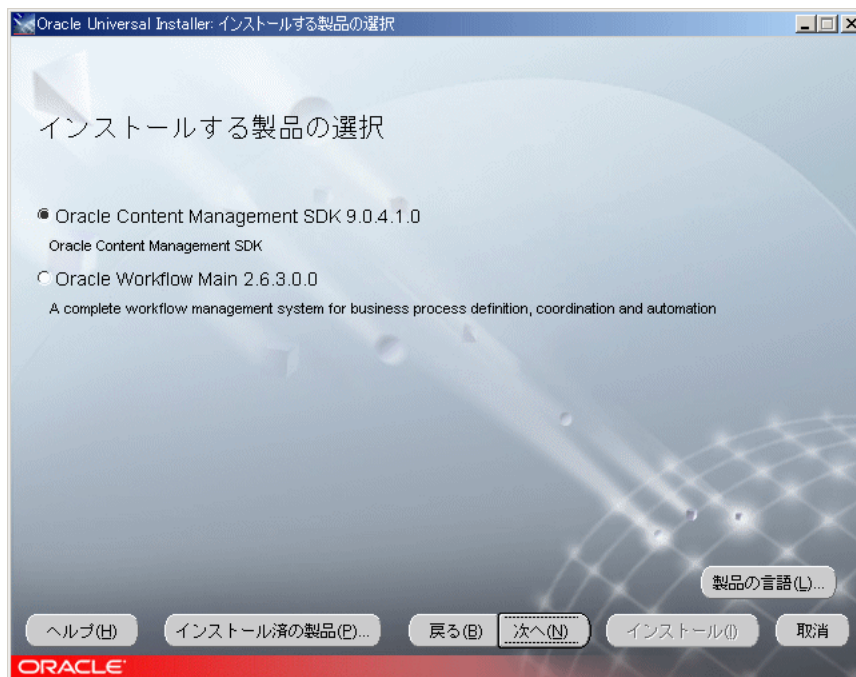 Oracle Universal Installer: インストールする製品の選択
インストールする製品の選択
Oracle Content Management SDK 9.0.4.1.0
Oracle Content Management SDK
Oracle Workflow Main 2.6.3.0.0
A complete workflow management system for business process definition, coordination and automation
製品の言語(L)...
ヘルプ(H) インストール済の製品(P)... 戻る(B) 次へ(N) インストール(I) 取消
ORACLE